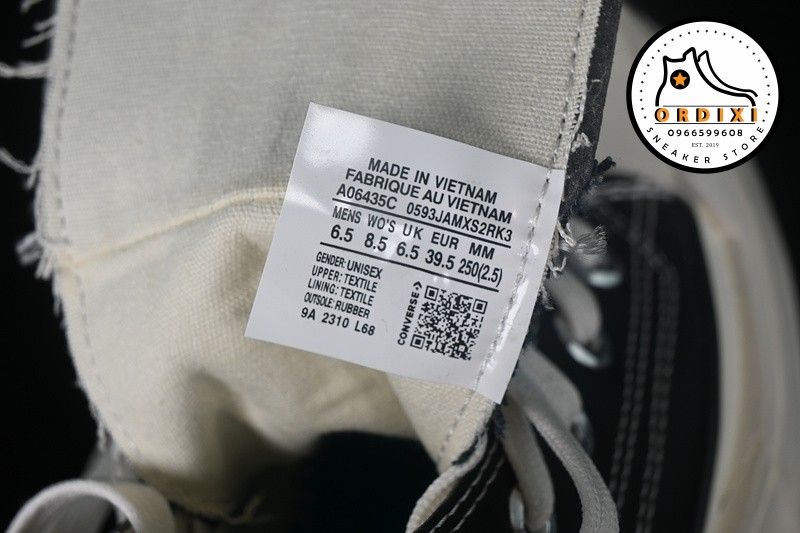 ORDIXI
0966599608
EST. 2019
SNEAKER STORE
MADE IN VIETNAM
FABRIQUE AU VIETNAM
A06435C 0593JAMXS2RK3
MENS WO'S UK EUR MM
6.5 8.5 6.5 39.5 250(2.5)
GENDER: UNISEX
UPPER: TEXTILE
LINING: TEXTILE
OUTSOLE: RUBBER
9A 2310 L68
CONVERSE